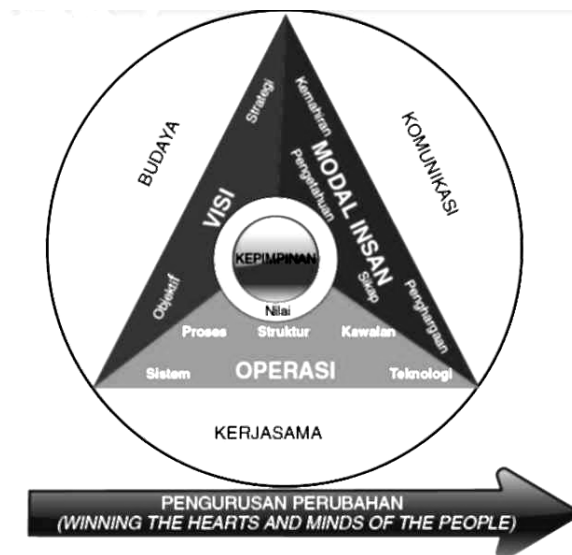 BUDAYA
KOMUNIKASI
Strategi
VISI
Objektif
Kemahiran
MODAL INSAN
Pengetahuan
Sikap
Penghargaan
KEPIMPINAN
Nilai
Proses Struktur Kawalan
Sistem OPERASI Teknologi
KERJASAMA
PENGURUSAN PERUBAHAN
(WINNING THE HEARTS AND MINDS OF THE PEOPLE)